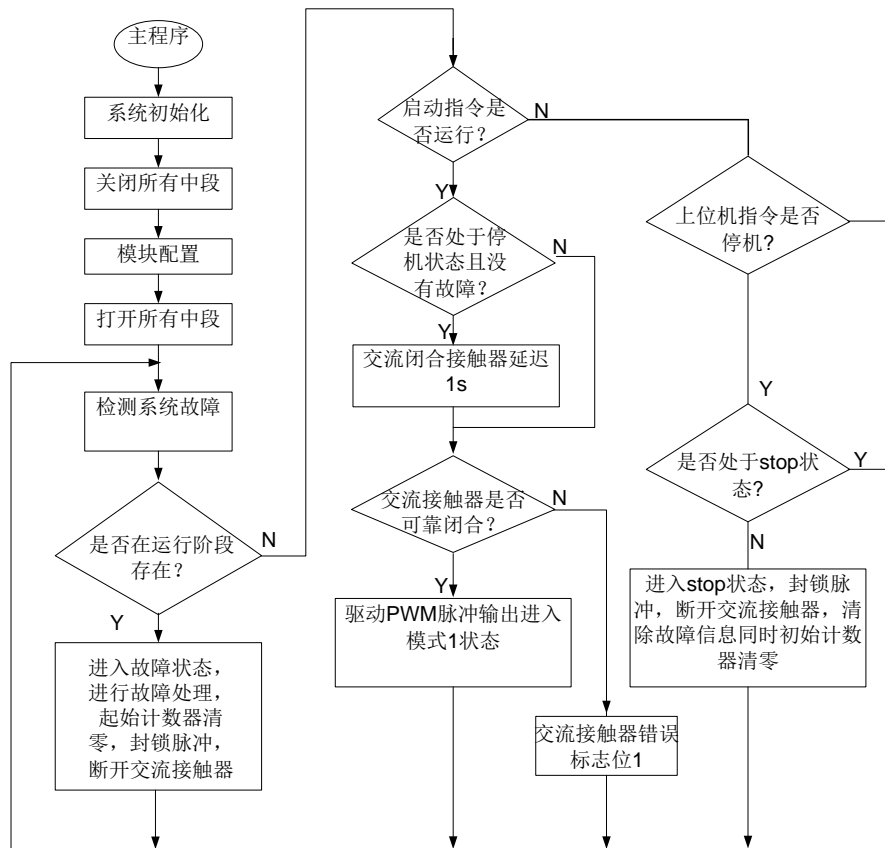 主程序
系统初始化
关闭所有中段
模块配置
打开所有中段
检测系统故障
是否在运行阶段
存在？
N
Y
进入故障状态，
进行故障处理，
起始计数器清
零，封锁脉冲，
断开交流接触器
启动指令是
否运行？
N
Y
是否处于停
机状态且没
有故障？
N
Y
交流闭合接触器延迟
1s
交流接触器是否
可靠闭合？
N
Y
驱动PWM脉冲输出进入
模式1状态
交流接触器错误
标志位1
上位机指令是否
停机?
Y
是否处于stop状
态?
Y
N
进入stop状态，封锁脉
冲，断开交流接触器，清
除故障信息同时初始计数
器清零